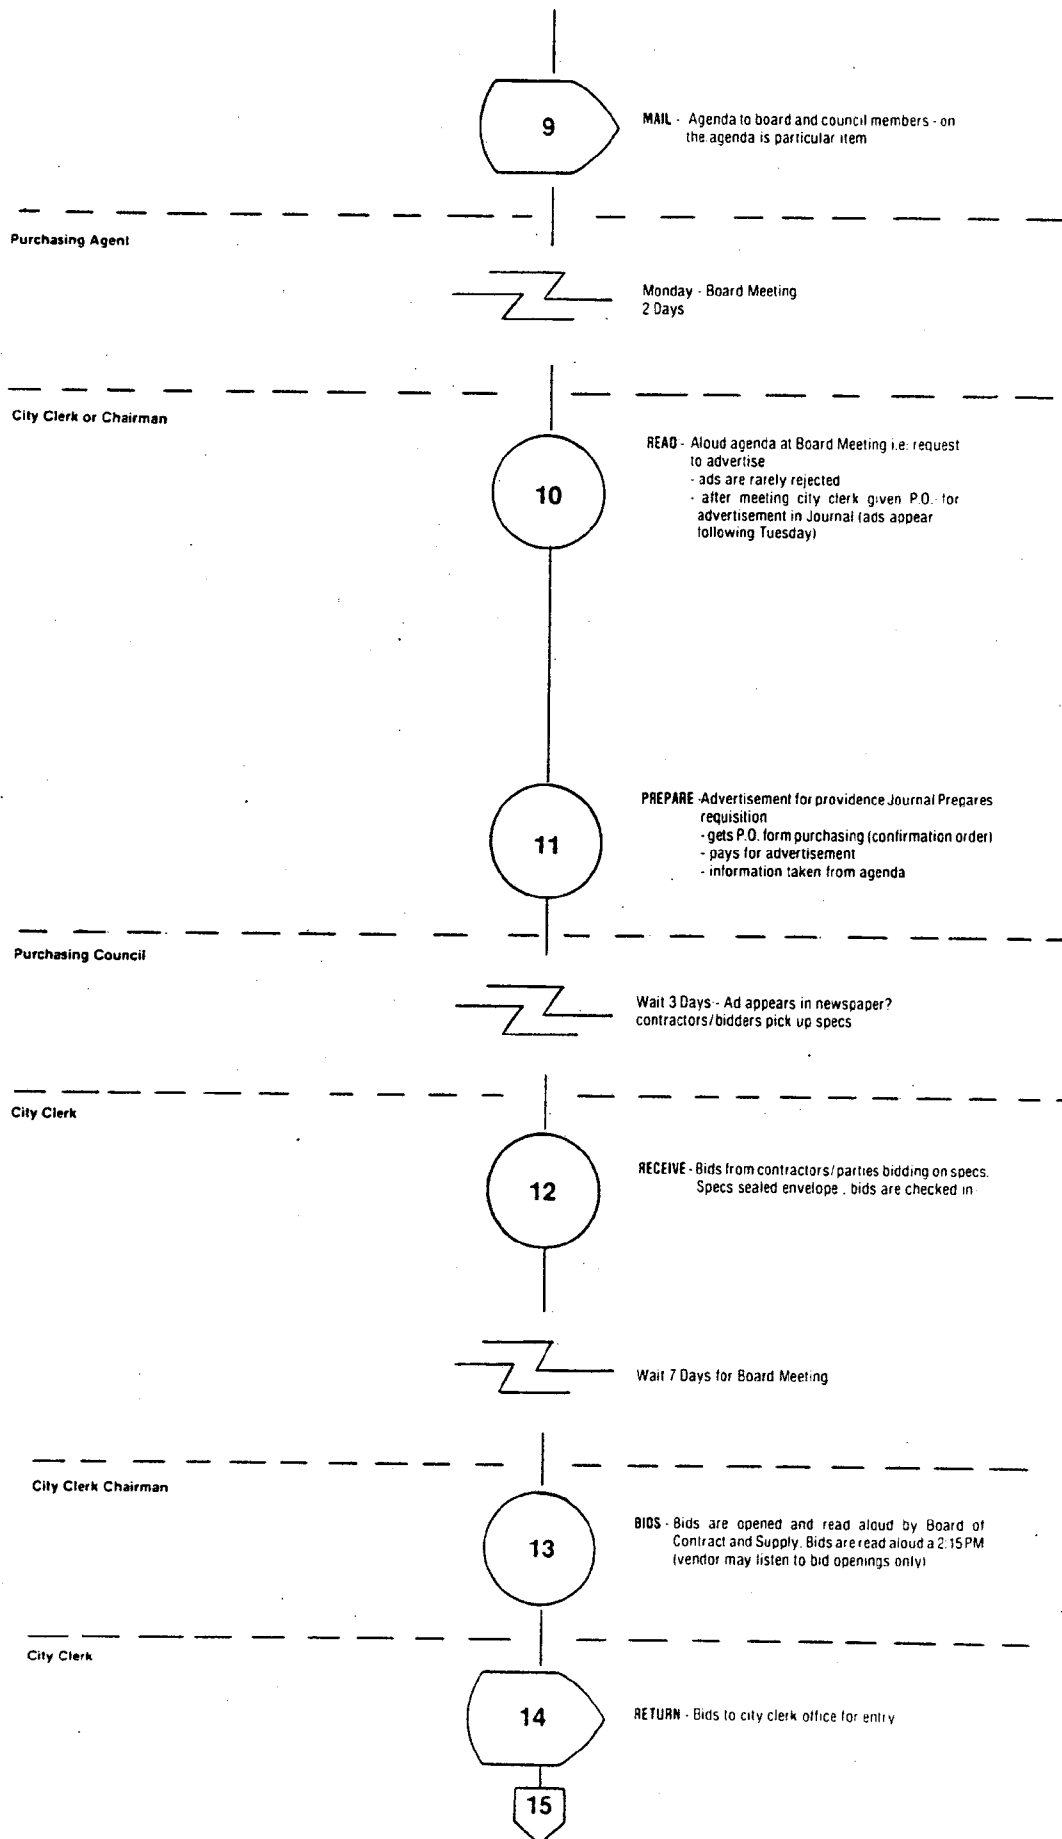 9
MAIL - Agenda to board and council members - on
the agenda is particular item
Purchasing Agent
Monday - Board Meeting
2 Days
City Clerk or Chairman
10
READ - Aloud agenda at Board Meeting i.e: request
to advertise
- ads are rarely rejected
- after meeting city clerk given P.O. for
advertisement in Journal (ads appear
following Tuesday)
11
PREPARE -Advertisement for providence Journal Prepares
requisition
- gets P.O. form purchasing (confirmation order)
- pays for advertisement
- information taken from agenda
Purchasing Council
Wait 3 Days - Ad appears in newspaper?
contractors/bidders pick up specs
City Clerk
12
RECEIVE - Bids from contractors/parties bidding on specs.
Specs sealed envelope, bids are checked in
Wait 7 Days for Board Meeting
City Clerk Chairman
13
BIDS - Bids are opened and read aloud by Board of
Contract and Supply. Bids are read aloud a 2:15 PM
(vendor may listen to bid openings only)
City Clerk
14
RETURN - Bids to city clerk office for entry
15